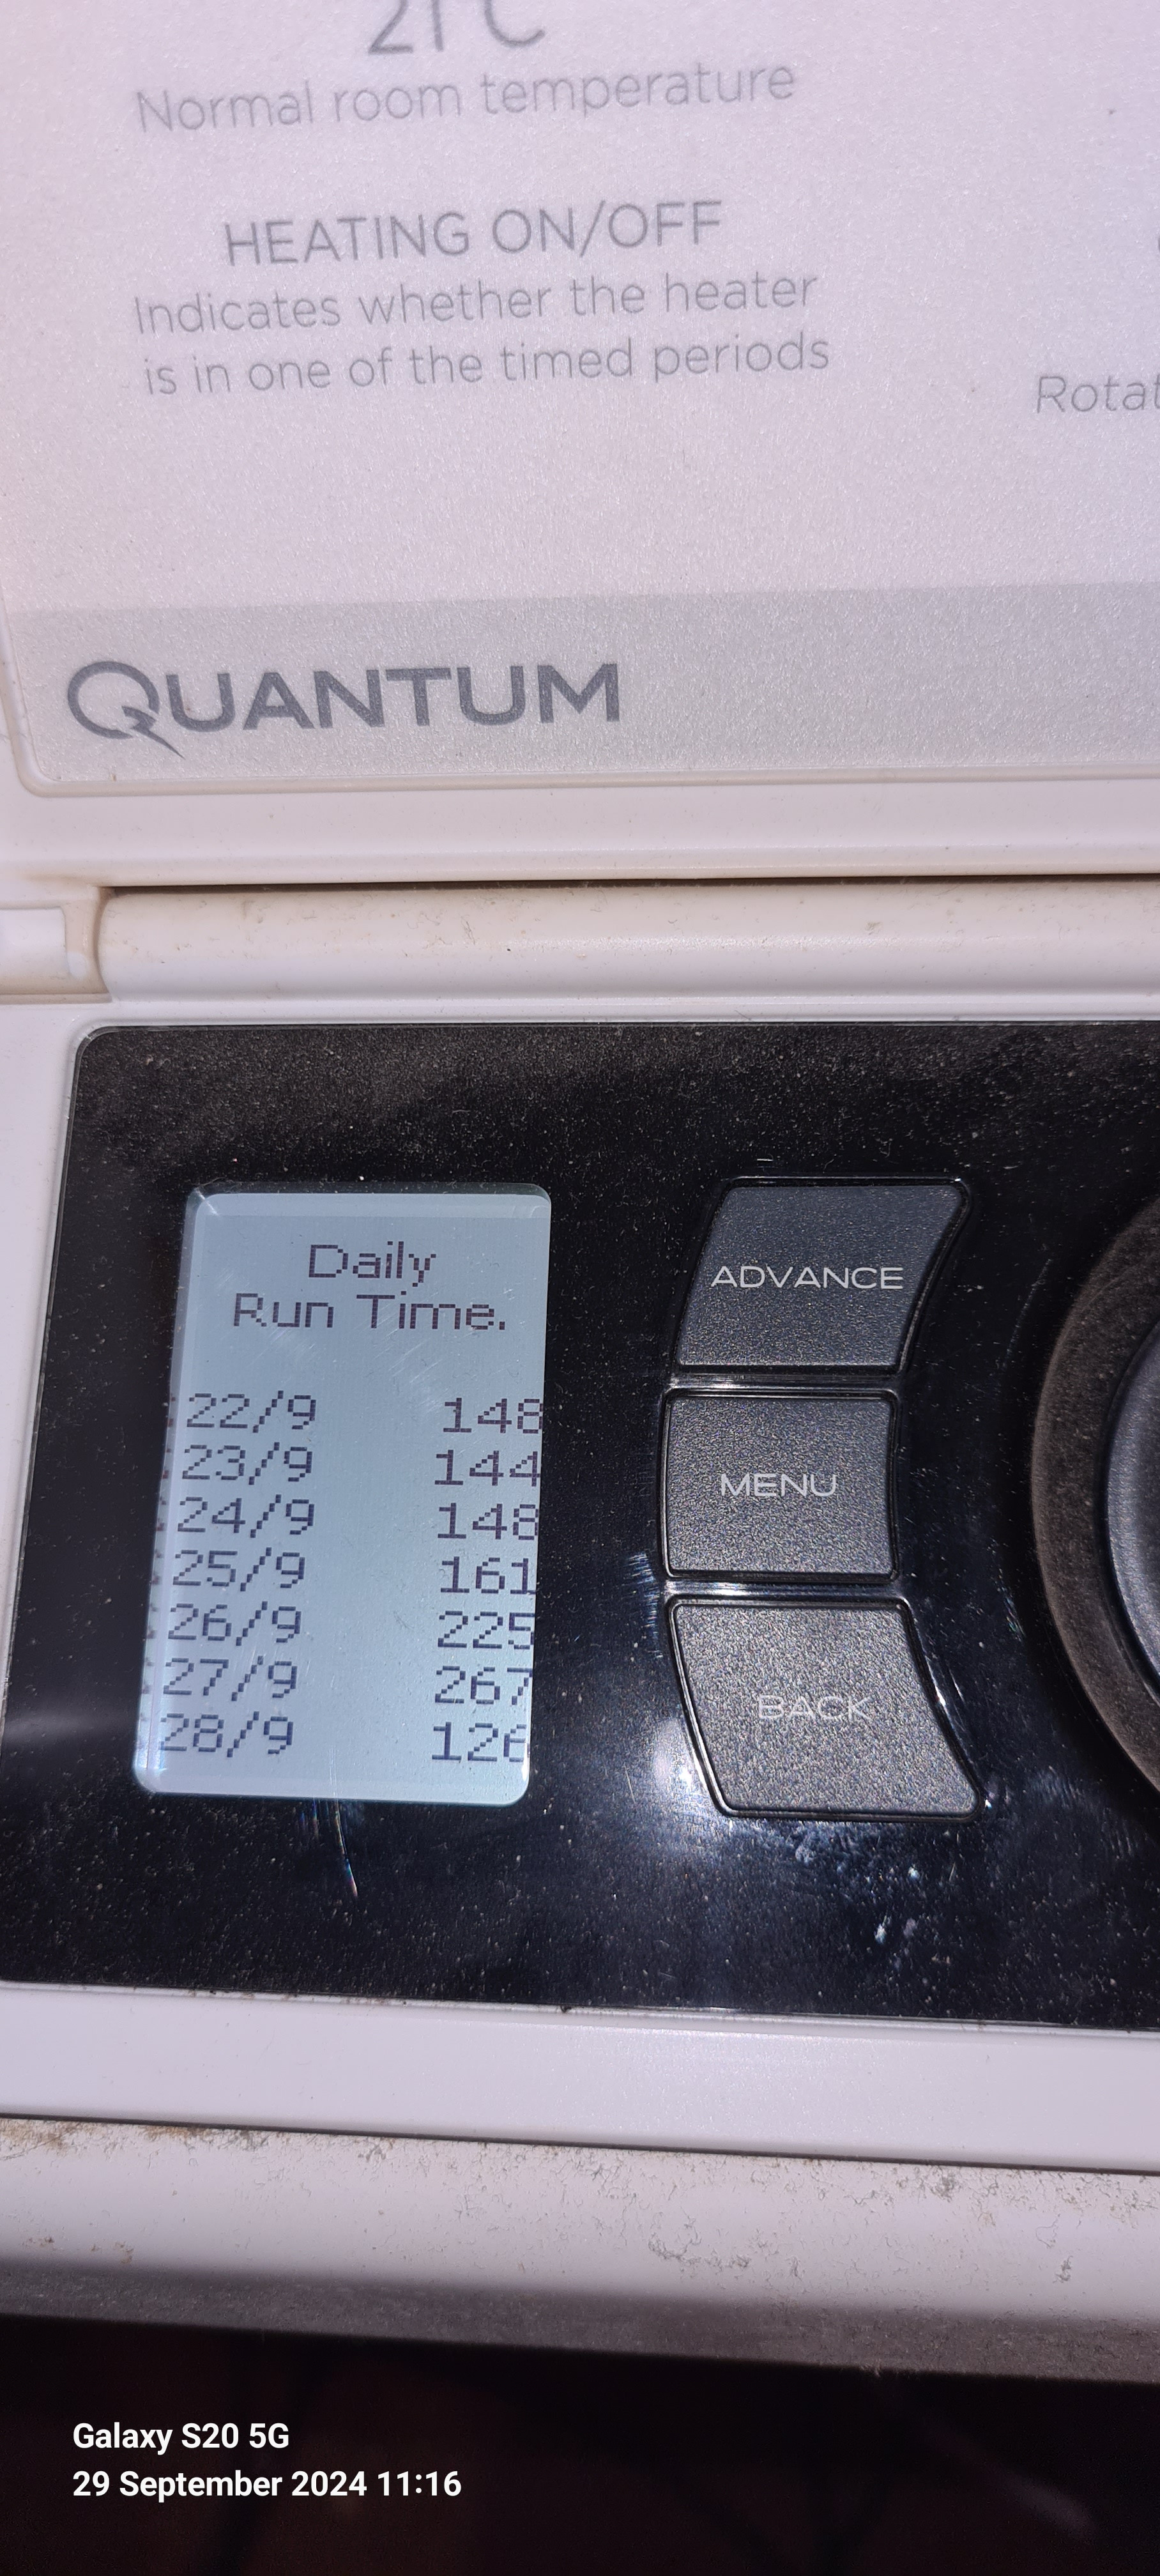 21°C
Normal room temperature
HEATING ON/OFF
Indicates whether the heater
is in one of the timed periods
QUANTUM
Daily
Run Time.
22/9 148
23/9 144
24/9 148
25/9 161
26/9 225
27/9 267
28/9 126
ADVANCE
MENU
BACK
Galaxy S20 5G
29 September 2024 11:16